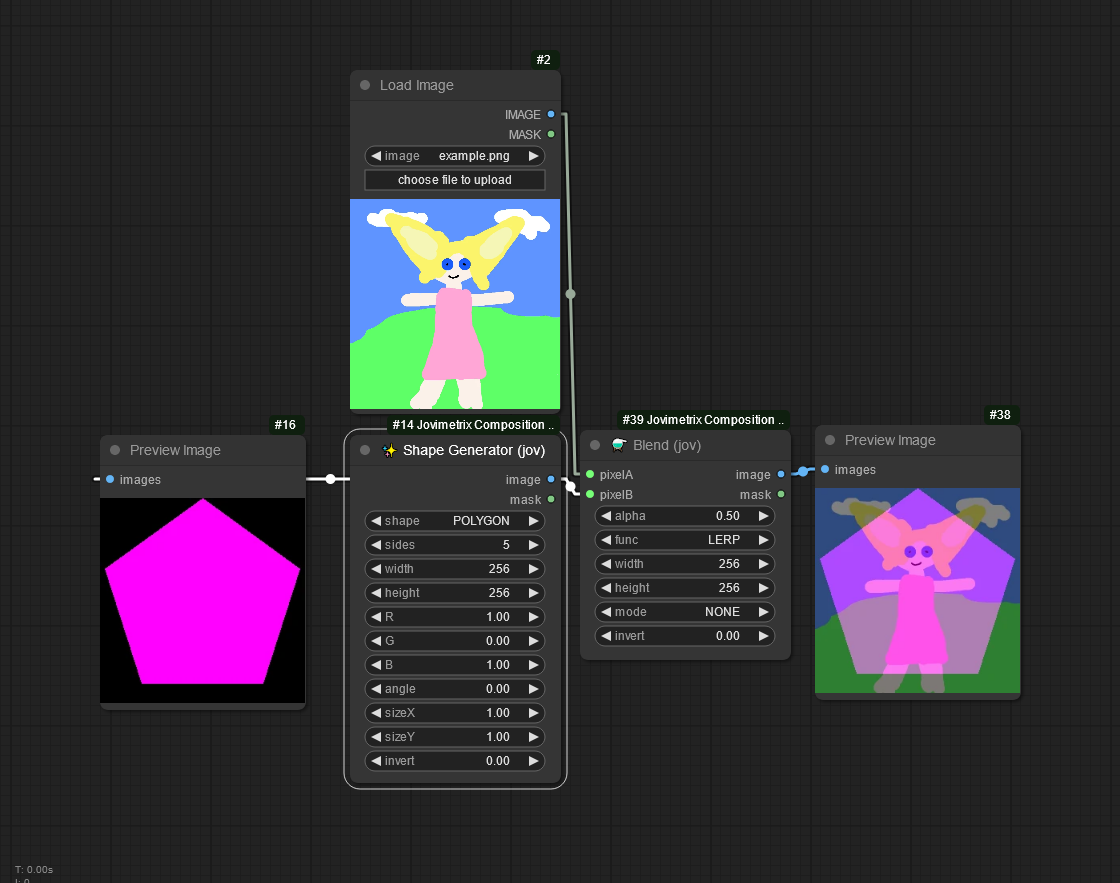 #2
Load Image
IMAGE
MASK
image example.png
choose file to upload
#16
Preview Image
images
#14 Jovimetrix Composition ..
Shape Generator (jov)
image
mask
shape POLYGON
sides 5
width 256
height 256
R 1.00
G 0.00
B 1.00
angle 0.00
sizeX 1.00
sizeY 1.00
invert 0.00
#39 Jovimetrix Composition ..
Blend (jov)
pixelA image
pixelB mask
alpha 0.50
func LERP
width 256
height 256
mode NONE
invert 0.00
#38
Preview Image
images
T: 0.00s